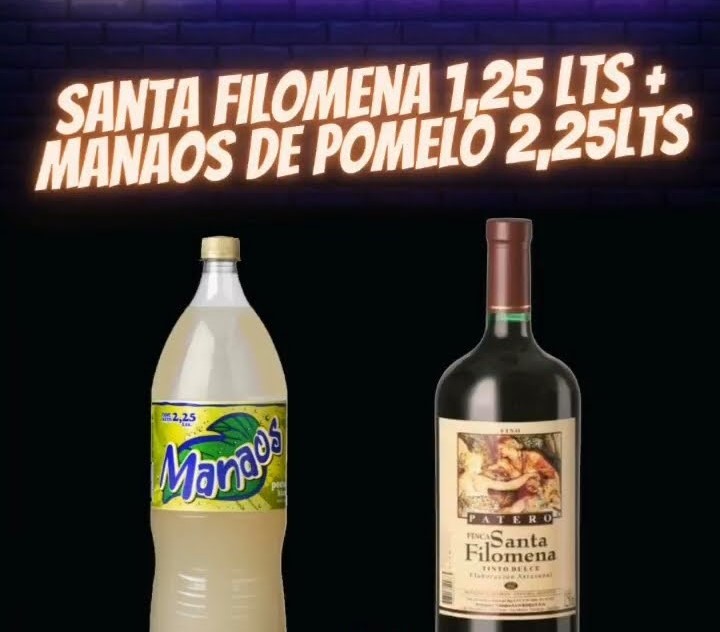 SANTA FILOMENA 1,25 LTS +
MANAOS DE POMELO 2,25LTS
2,25
Manaos
VINO
PATERO
FINCA Santa
Filomena
TINTO DULCE
Elaboración Artesanal